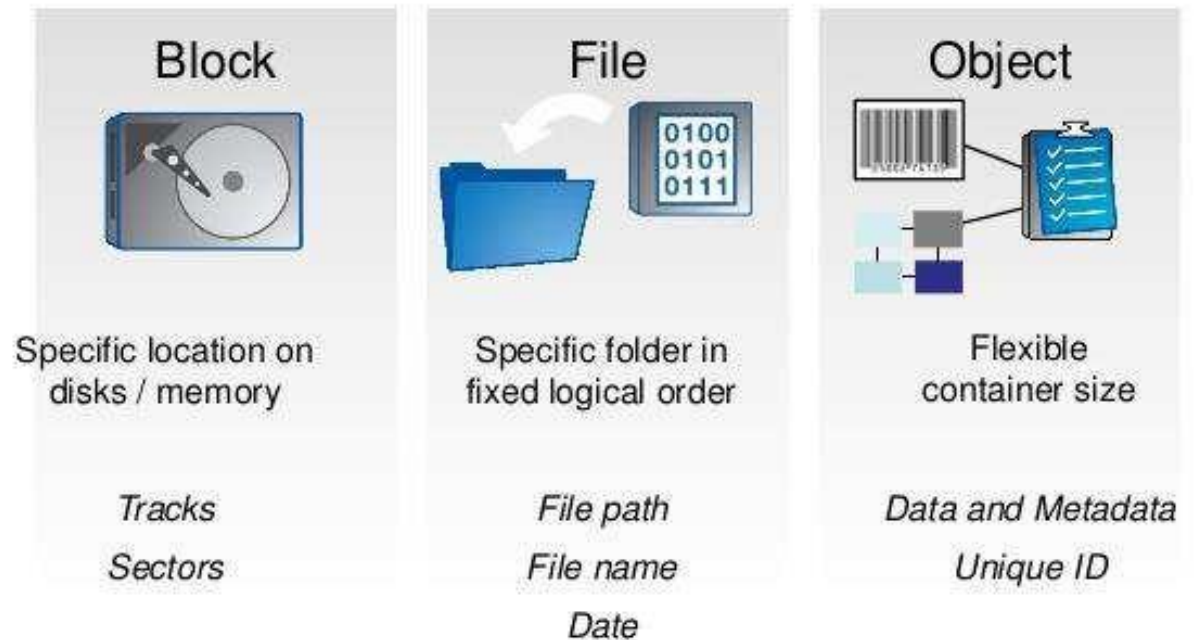 Block
Specific location on
disks / memory
Tracks
Sectors
File
0100
0101
0111
Specific folder in
fixed logical order
File path
File name
Date
Object
Flexible
container size
Data and Metadata
Unique ID